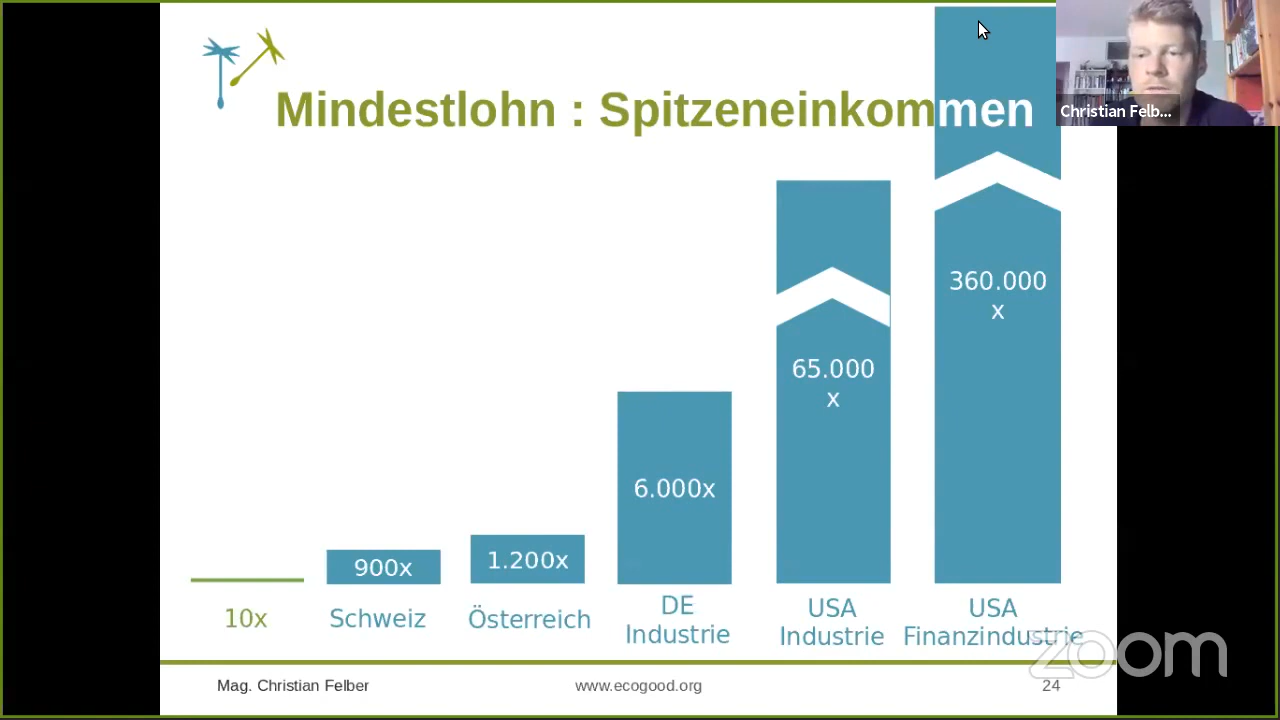 Mindestlohn : Spitzeneinkommen
Christian Felb...
360.000
x
65.000
x
6.000x
1.200x
900x
10x
Schweiz
Österreich
DE
Industrie
USA
Industrie
USA
Finanzindustrie
zoom
Mag. Christian Felber
www.ecogood.org
24